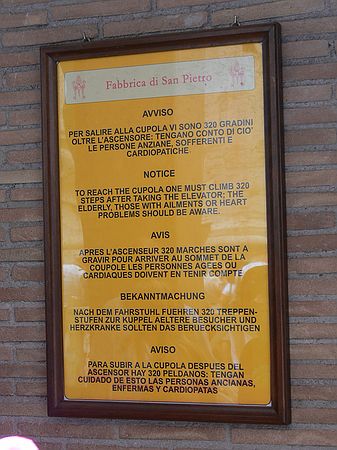 Fabbrica di San Pietro
AVVISO
PER SALIRE ALLA CUPOLA VI SONO 320 GRADINI
OLTRE L'ASCENSORE: TENGANO CONTO DI CIO'
LE PERSONE ANZIANE, SOFFERENTI E
CARDIOPATICHE.
NOTICE
TO REACH THE CUPOLA ONE MUST CLIMB 320
STEPS AFTER TAKING THE ELEVATOR; THE
ELDERLY, THOSE WITH AILMENTS OR HEART
PROBLEMS SHOULD BE AWARE.
AVIS
APRES L'ASCENSEUR 320 MARCHES SONT A
GRAVIR POUR ARRIVER AU SOMMET DE LA
COUPOLE LES PERSONNES AGEES OU
CARDIAQUES DOIVENT EN TENIR COMPTE
BEKANNTMACHUNG
NACH DEM FAHRSTUHL FUEHREN 320 TREPPEN-
STUFEN ZUR KUPPEL AELTERE BESUCHER UND
HERZKRANKE SOLLTEN DAS BERUECKSICHTIGEN
AVISO
PARA SUBIR A LA CUPOLA DESPUES DEL
ASCENSOR HAY 320 PELDANOS: TENGAN
CUIDADO DE ESTO LAS PERSONAS ANCIANAS,
ENFERMAS Y CARDIOPATAS